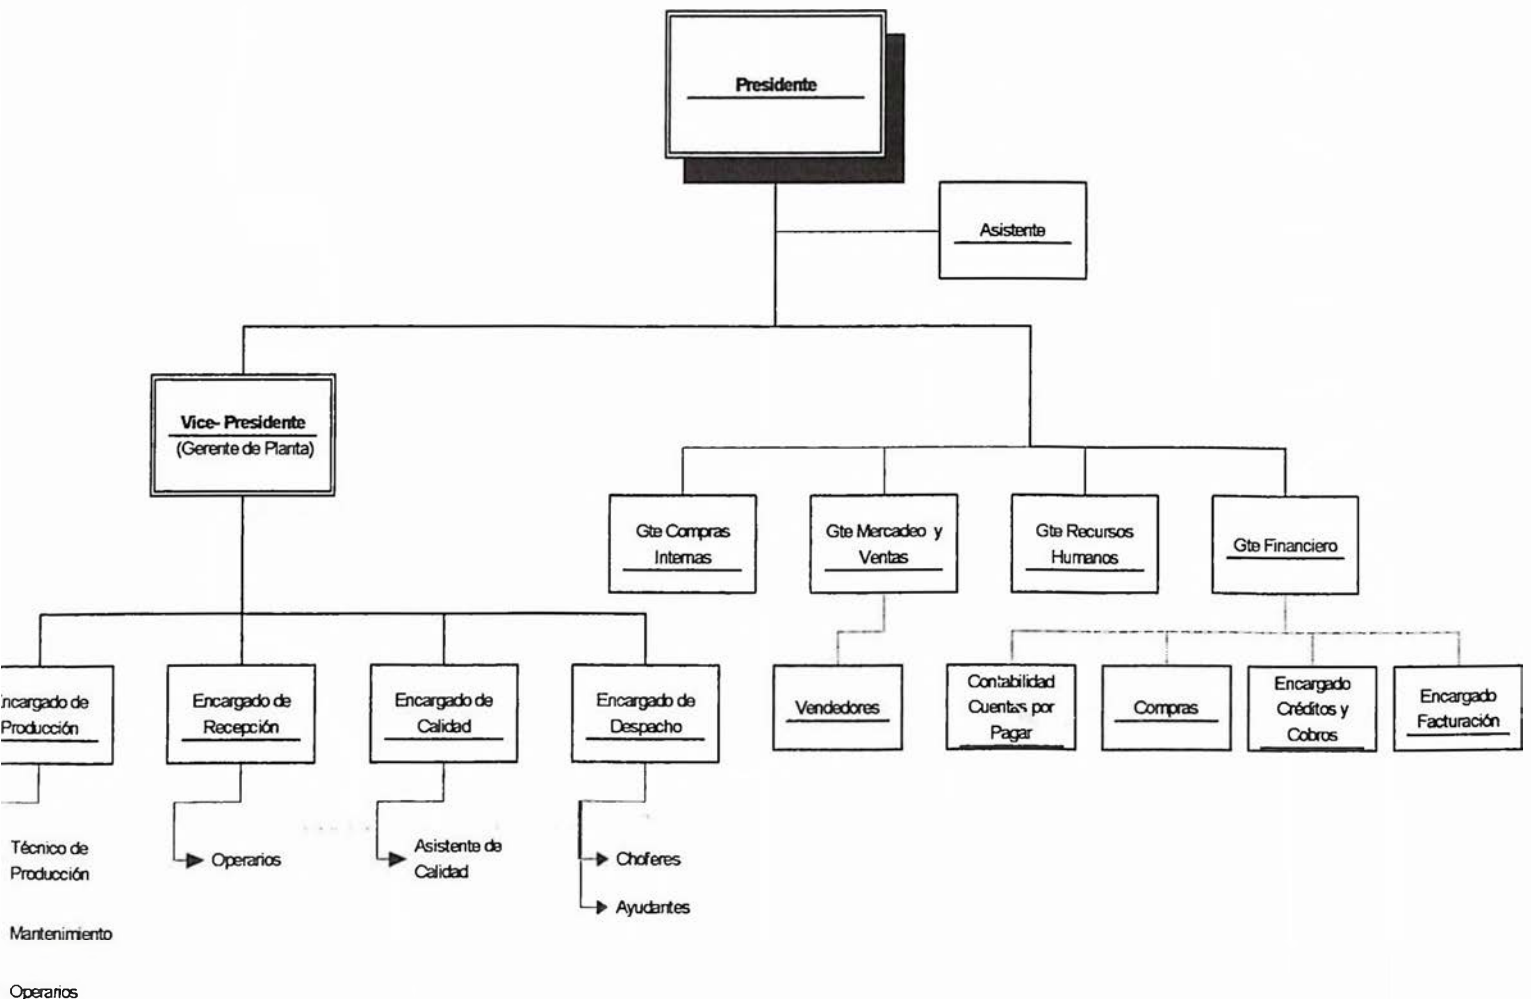 Presidente
Asistente
Vice- Presidente
(Gerente de Planta)
Gte Compras
Internas
Gte Mercadeo y
Ventas
Gte Recursos
Humanos
Gte Financiero
ncargado de
Producción
Encargado de
Recepción
Encargado de
Calidad
Encargado de
Despacho
Vendedores
Contabilidad
Cuentas por
Pagar
Compras
Encargado
Créditos y
Cobros
Encargado
Facturación
Técnico de
Producción
Mantenimiento
Operarios
Operarios
Asistente de
Calidad
Choferes
Ayudantes